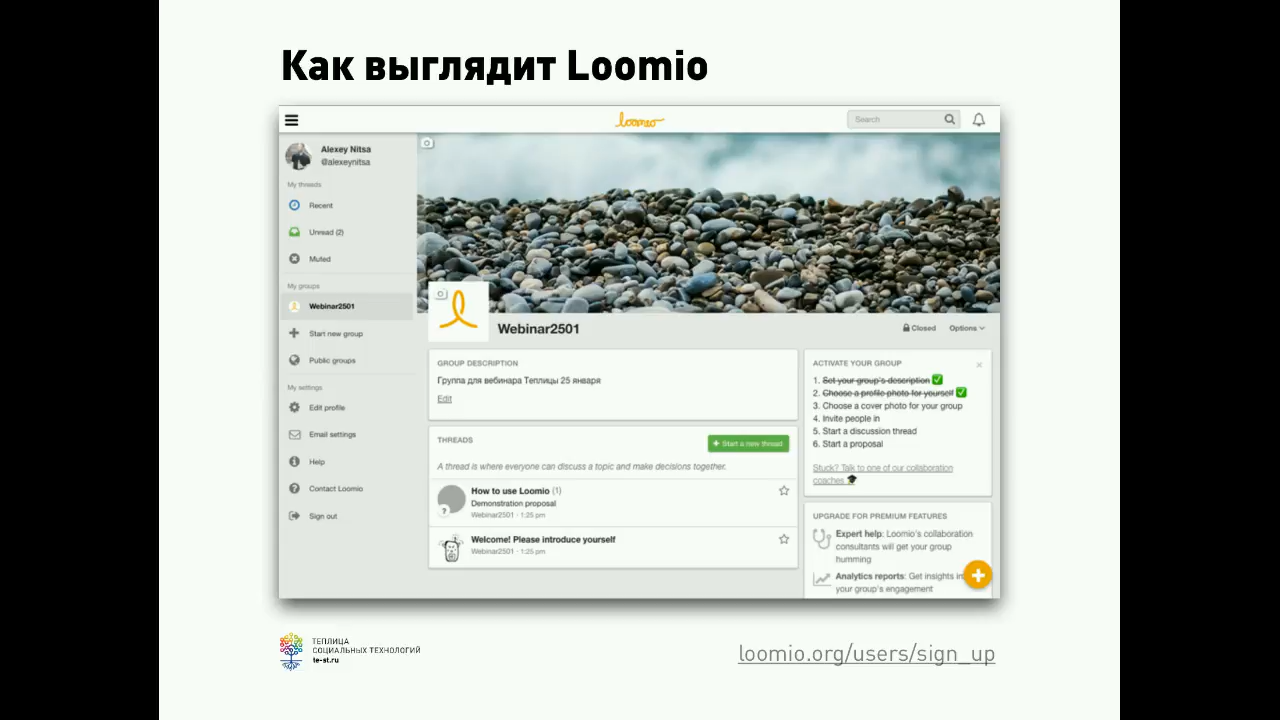 Как выглядит Loomio
loomio
Search
Alexey Nitsa
@alexeynitsa
My threads
Recent
Unread (2)
Muted
My groups
Webinar2501
Start new group
Public groups
My settings
Edit profile
Email settings
Help
Contact Loomio
Sign out
Webinar2501
Closed
Options
GROUP DESCRIPTION
Группа для вебинара Теплицы 25 января
Edit
THREADS
+ Start a new thread
A thread is where everyone can discuss a topic and make decisions together.
How to use Loomio (1)
Demonstration proposal
Webinar2501 · 1:25 pm
Welcome! Please introduce yourself
Webinar2501 · 1:25 pm
ACTIVATE YOUR GROUP
1. Set your group's description
2. Choose a profile photo for yourself
3. Choose a cover photo for your group
4. Invite people in
5. Start a discussion thread
6. Start a proposal
Stuck? Talk to one of our collaboration
coaches
UPGRADE FOR PREMIUM FEATURES
Expert help: Loomio's collaboration
consultants will get your group
humming
Analytics reports: Get insights in
your group's engagement
ТЕПЛИЦА
СОЦИАЛЬНЫХ ТЕХНОЛОГИЙ
te-st.ru
loomio.org/users/sign_up